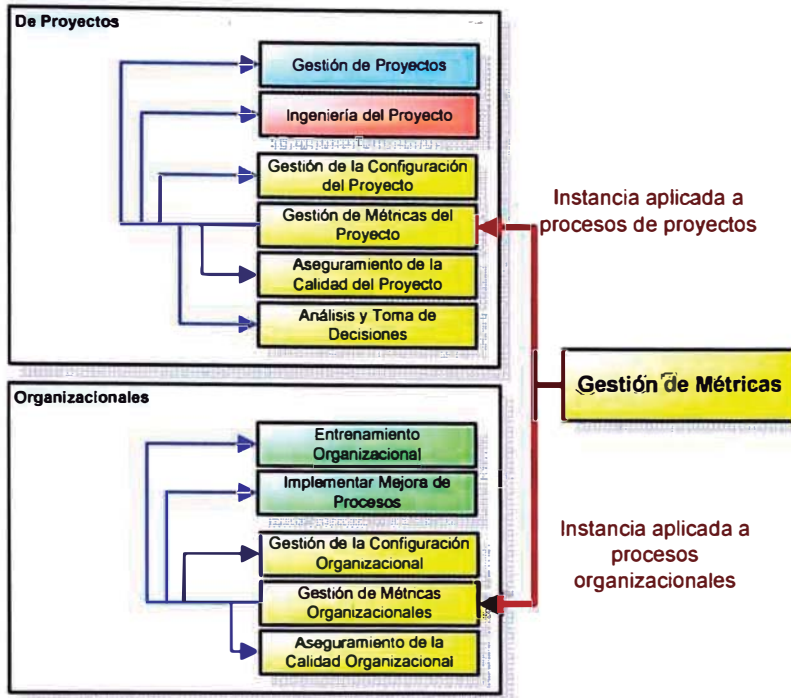 De Proyectos
Gestión de Proyectos
Ingeniería del Proyecto
Gestión de la Configuración
del Proyecto
Gestión de Métricas del
Proyecto
Aseguramiento de la
Calidad del Proyecto
Análisis y Toma de
Decisiones
Instancia aplicada a
procesos de proyectos
Gestión de Métricas
Organizacionales
Entrenamiento
Organizacional
Implementar Mejora de
Procesos
Gestión de la Configuración
Organizacional
Gestión de Métricas
Organizacionales
Aseguramiento de la
Calidad Organizacional
Instancia aplicada a
procesos
organizacionales